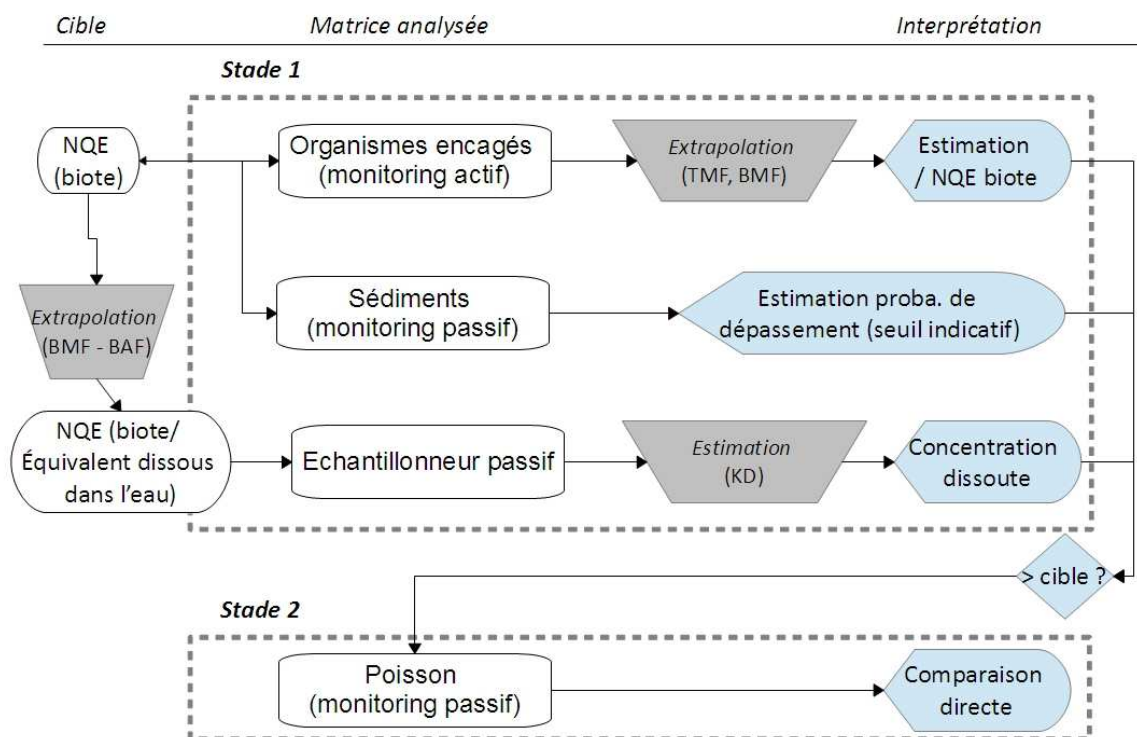 Cible
Matrice analysée
Interprétation
Stade 1
NQE
(biote)
Organismes encagés
(monitoring actif)
Extrapolation
(TMF, BMF)
Estimation
/ NQE biote
Extrapolation
(BMF - BAF)
Sédiments
(monitoring passif)
Estimation proba. de
dépassement (seuil indicatif)
NQE (biote/
Équivalent dissous
dans l’eau)
Echantillonneur passif
Estimation
(KD)
Concentration
dissoute
> cible ?
Stade 2
Poisson
(monitoring passif)
Comparaison
directe